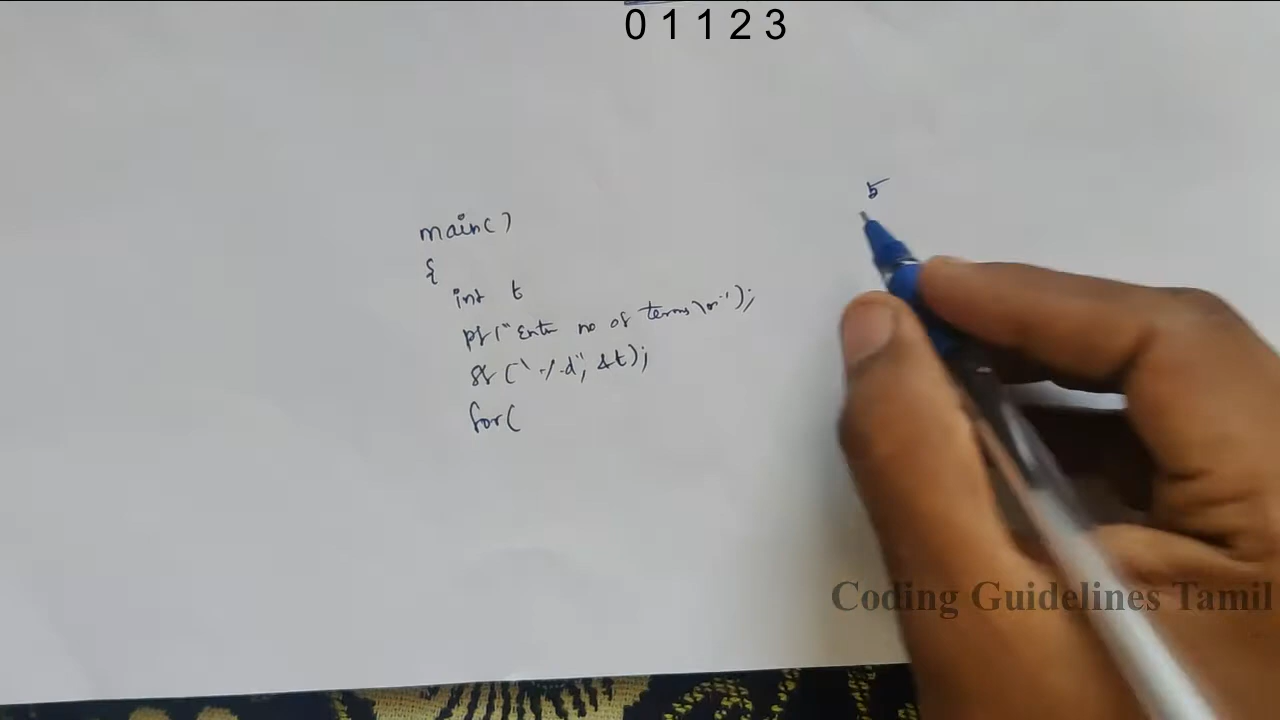 0 1 1 2 3
5
main()
{
int t
pf("Enter no of terms\n");
sf("%d", &t);
for(
Coding Guidelines Tamil